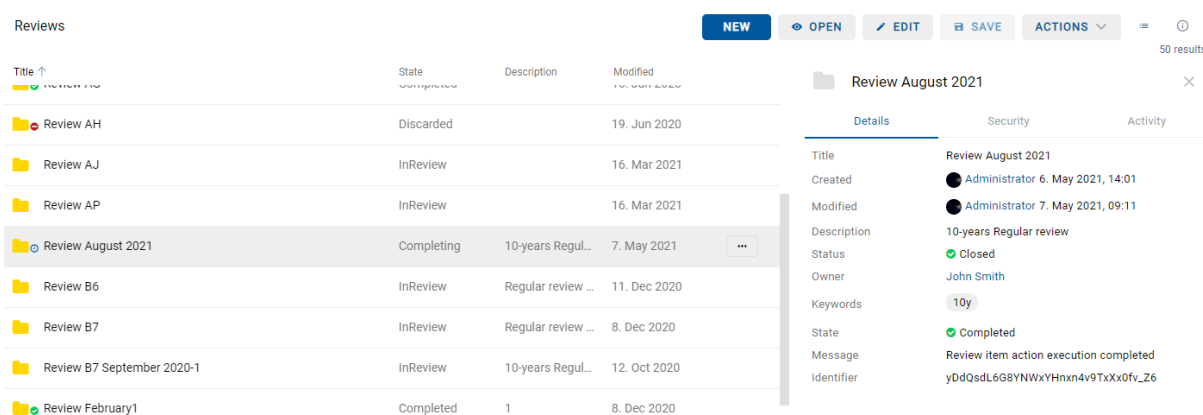 Reviews
NEW OPEN EDIT SAVE ACTIONS
50 results
Title State Description Modified
Review AH Discarded 19. Jun 2020
Review AJ InReview 16. Mar 2021
Review AP InReview 16. Mar 2021
Review August 2021 Completing 10-years Regul... 7. May 2021 ...
Review B6 InReview Regular review ... 11. Dec 2020
Review B7 InReview Regular review ... 8. Dec 2020
Review B7 September 2020-1 InReview 10-years Regul... 12. Oct 2020
Review February1 Completed 1 8. Dec 2020
Review August 2021
Details Security Activity
Title Review August 2021
Created Administrator 6. May 2021, 14:01
Modified Administrator 7. May 2021, 09:11
Description 10-years Regular review
Status Closed
Owner John Smith
Keywords 10y
State Completed
Message Review item action execution completed
Identifier yDdQsdL6G8YNWxYHnxn4v9TxXx0fv_Z6